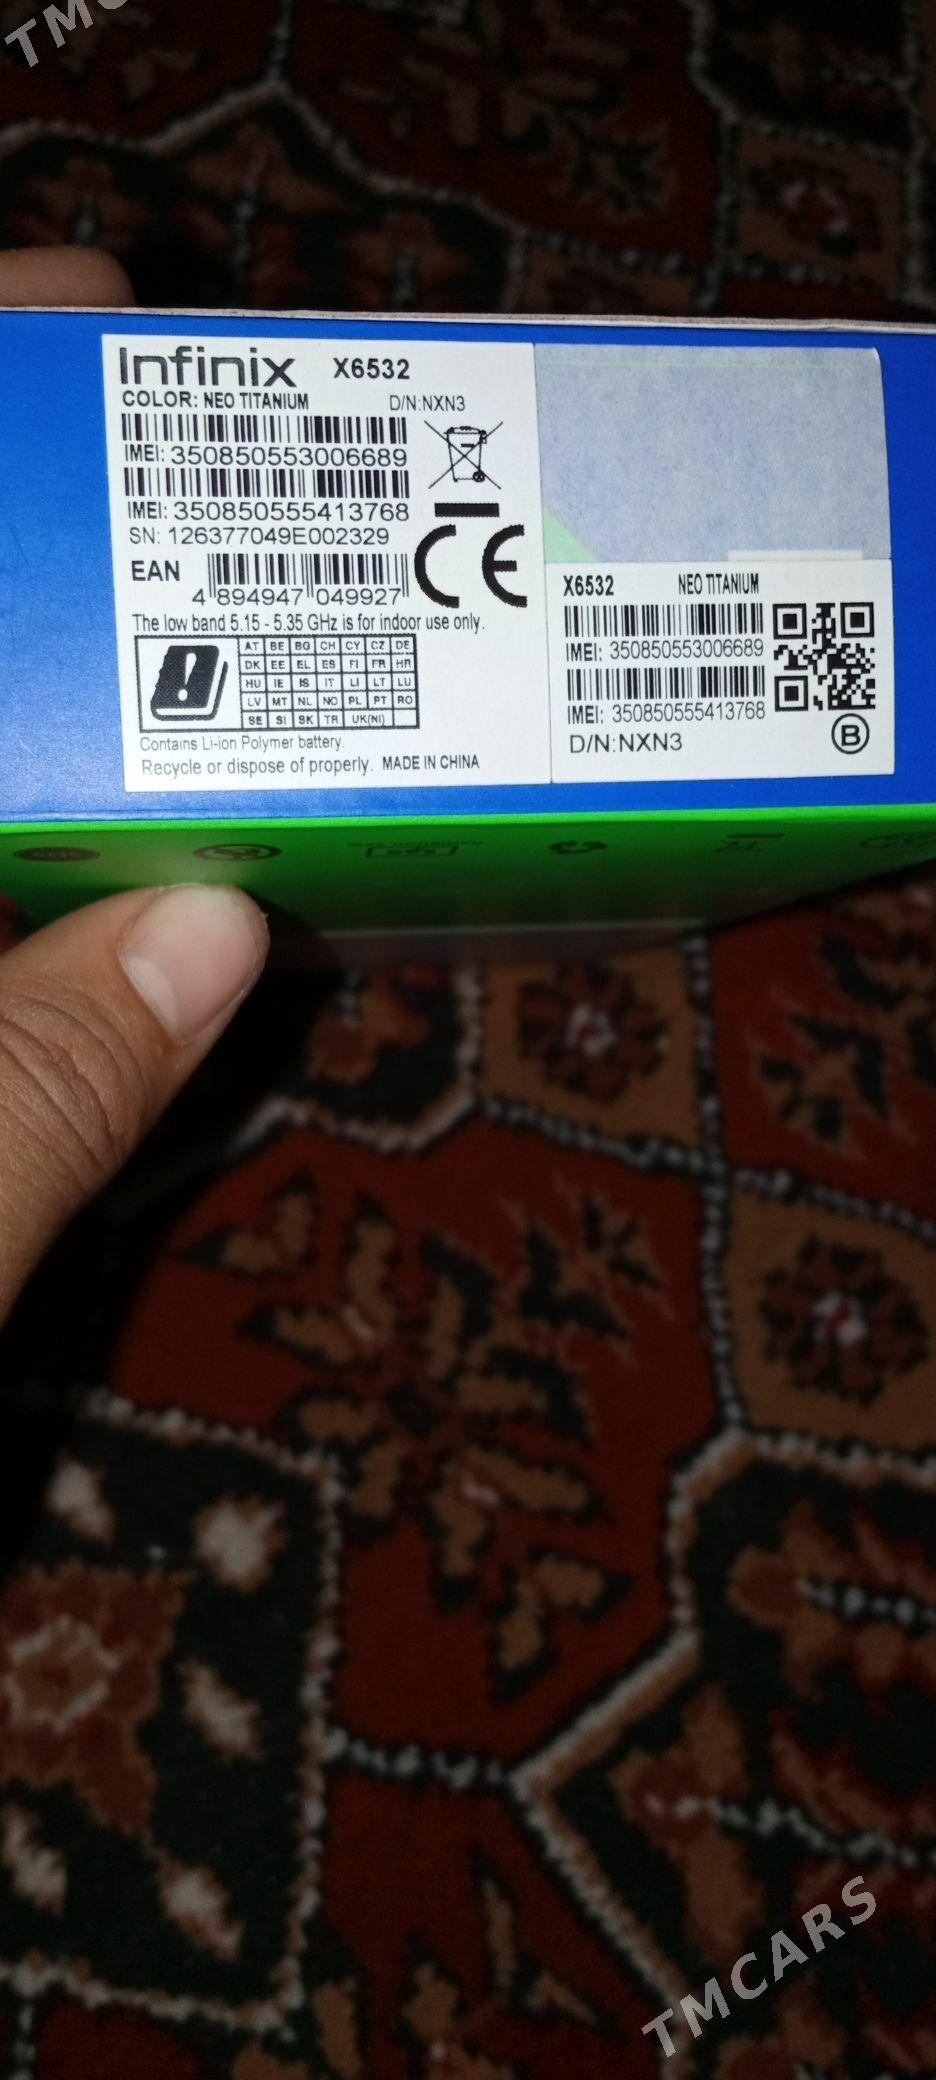 Infinix X6532
COLOR: NEO TITANIUM D/N:NXN3
IMEI: 350850553006689
IMEI: 350850555413768
SN: 126377049E002329
EAN
4 894947 049927
CE
The low band 5.15 - 5.35 GHz is for indoor use only.
AT BE BG CH CY CZ DE
DK EE EL ES FI FR HR
HU IE IS IT LI LT LU
LV MT NL NO PL PT RO
SE SI SK TR UK(NI)
Contains Li-ion Polymer battery.
Recycle or dispose of properly. MADE IN CHINA
X6532 NEO TITANIUM
IMEI: 350850553006689
IMEI: 350850555413768
D/N:NXN3
B
TMCARS